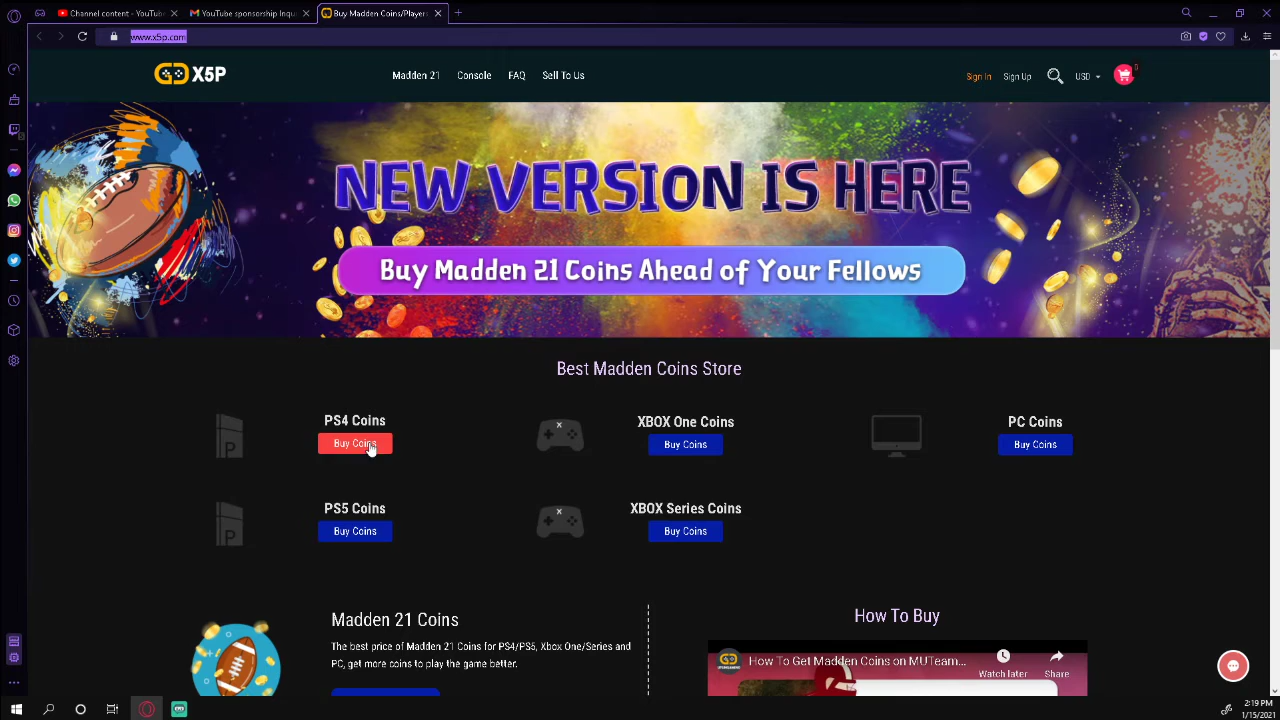 Channel content - YouTube
YouTube sponsorship Inqu
Buy Madden Coins/Players
www.x5p.com
X5P
Madden 21
Console
FAQ
Sell To Us
Sign In
Sign Up
USD
0
NEW VERSION IS HERE
Buy Madden 21 Coins Ahead of Your Fellows
Best Madden Coins Store
PS4 Coins
Buy Coins
XBOX One Coins
Buy Coins
PC Coins
Buy Coins
PS5 Coins
Buy Coins
XBOX Series Coins
Buy Coins
Madden 21 Coins
The best price of Madden 21 Coins for PS4/PS5, Xbox One/Series and
PC, get more coins to play the game better.
How To Buy
How To Get Madden Coins on MUTeam...
Watch later
Share
2:19 PM
1/15/2021